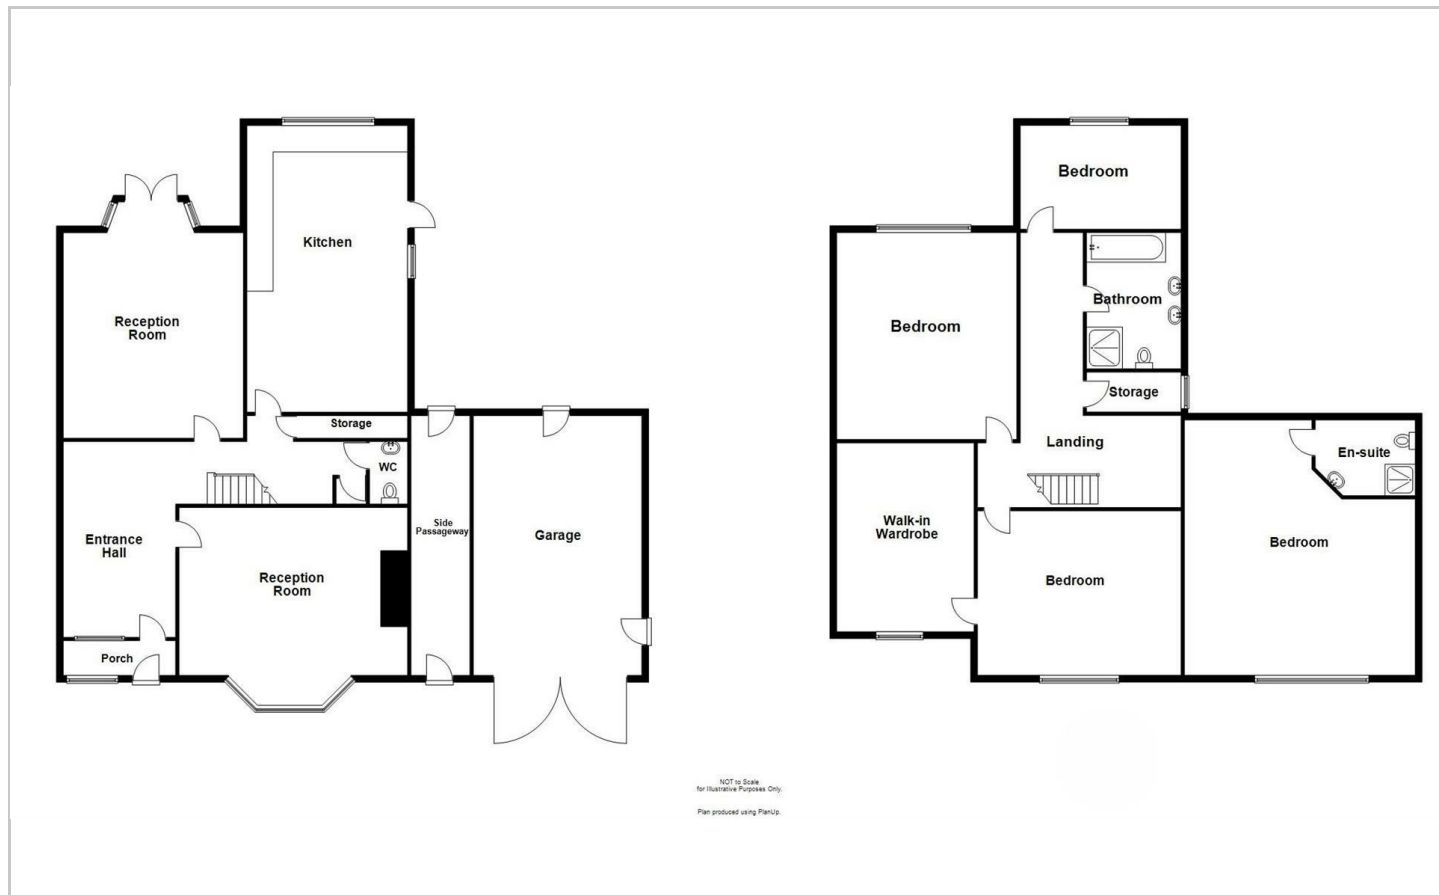 Kitchen
Reception
Room
Storage
WC
Entrance
Hall
Reception
Room
Porch
Side
Passageway
Garage
Bedroom
Bedroom
Bathroom
Storage
Landing
En-suite
Walk-in
Wardrobe
Bedroom
Bedroom
NOT to Scale
for Illustrative Purposes Only.
Plan produced using PlanUp.